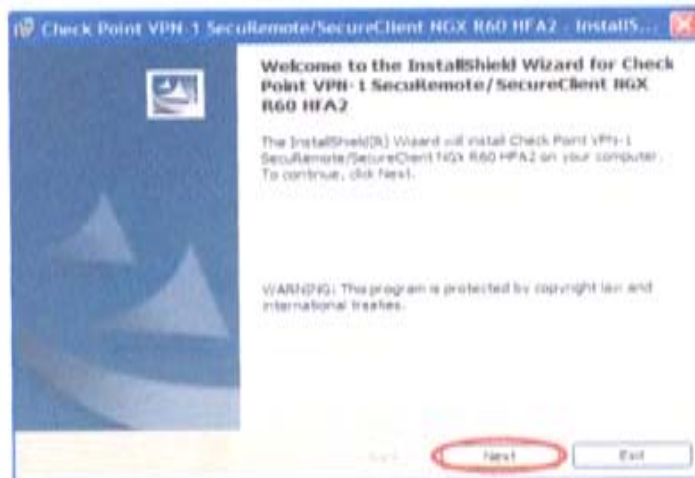 Check Point VPN-1 SecuRemote/SecureClient NGX R60 HFA2 - InstallS...
Welcome to the InstallShield Wizard for Check
Point VPN-1 SecuRemote/SecureClient NGX
R60 HFA2
The InstallShield(R) Wizard will install Check Point VPN-1
SecuRemote/SecureClient NGX R60 HFA2 on your computer.
To continue, click Next.
WARNING: This program is protected by copyright law and
international treaties.
Back Next Exit